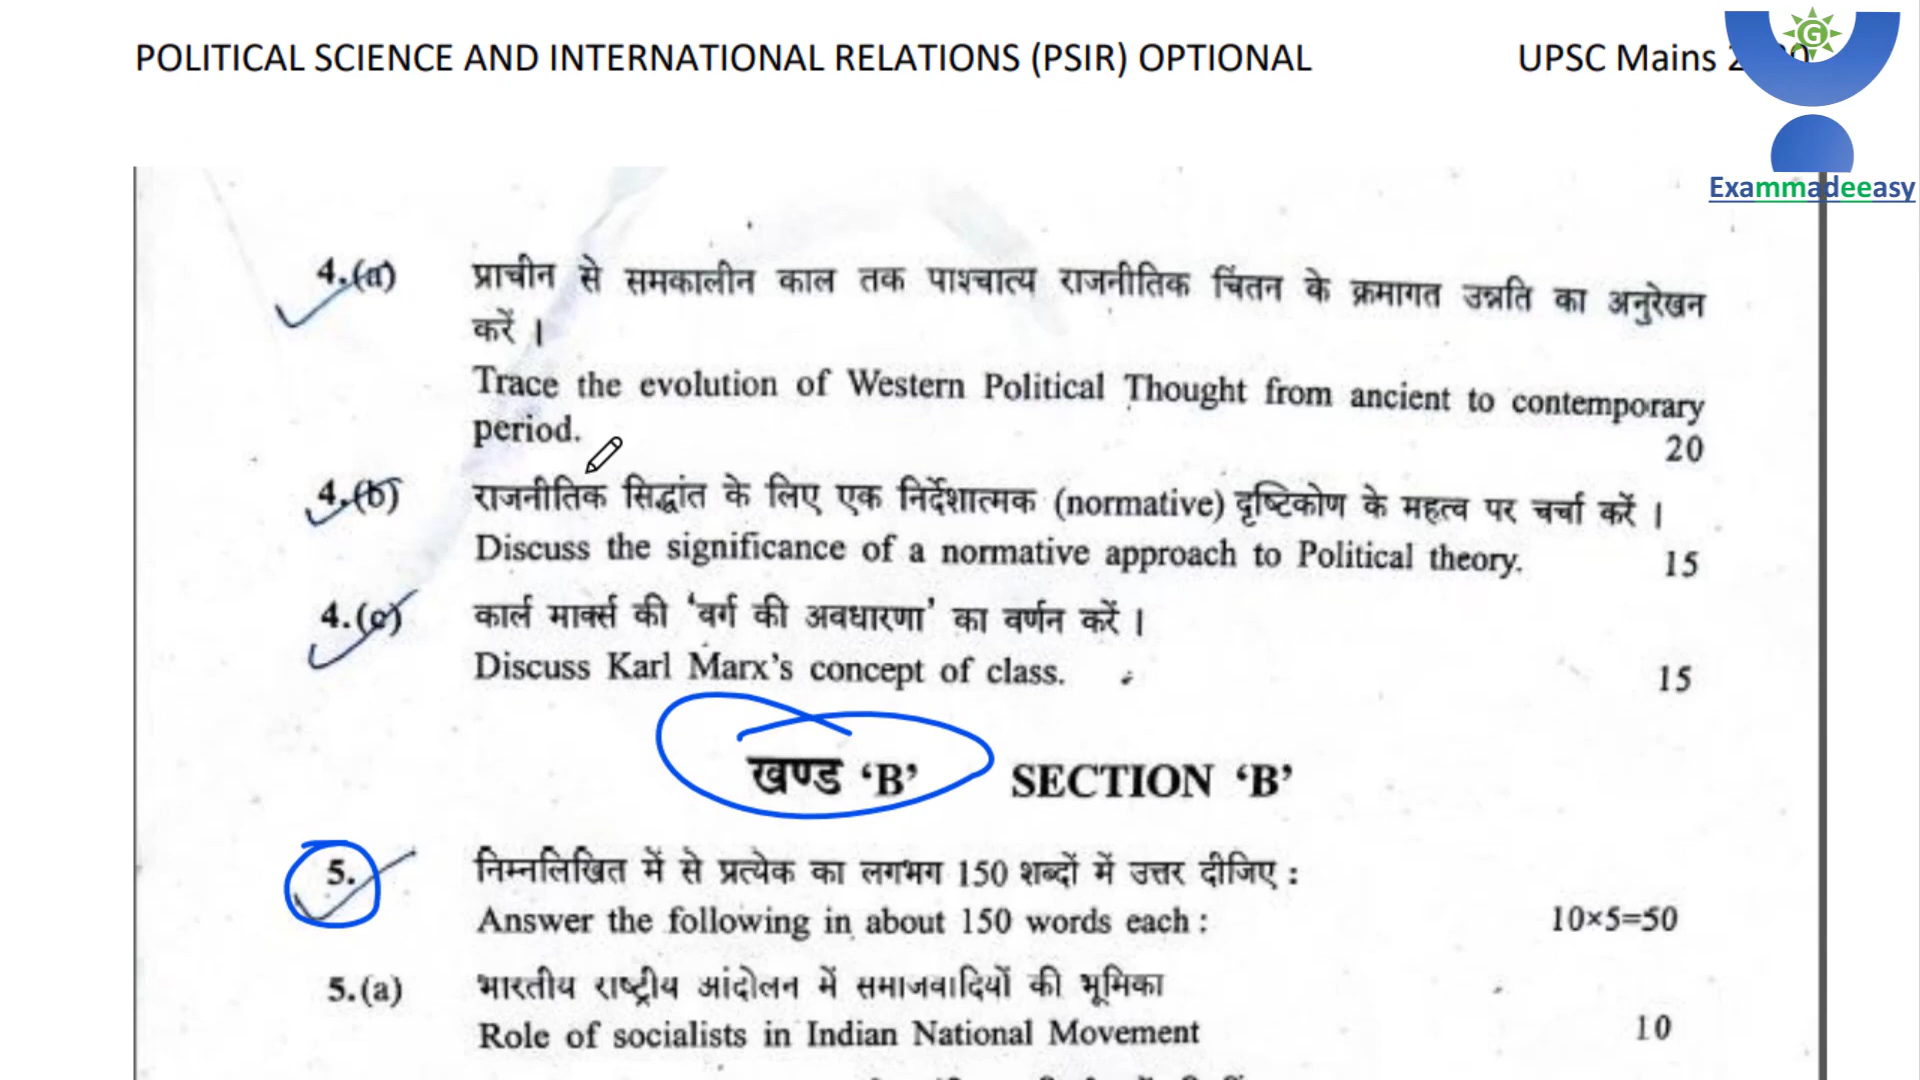 POLITICAL SCIENCE AND INTERNATIONAL RELATIONS (PSIR) OPTIONAL UPSC Mains
G
Exammadeeasy
4.(a) प्राचीन से समकालीन काल तक पाश्चात्य राजनीतिक चिंतन के क्रमागत उन्नति का अनुरेखन
करें ।
Trace the evolution of Western Political Thought from ancient to contemporary
period. 20
4.(b) राजनीतिक सिद्धांत के लिए एक निर्देशात्मक (normative) दृष्टिकोण के महत्व पर चर्चा करें ।
Discuss the significance of a normative approach to Political theory. 15
4.(c) कार्ल मार्क्स की ‘वर्ग की अवधारणा’ का वर्णन करें ।
Discuss Karl Marx’s concept of class. 15
खण्ड ‘B’ SECTION ‘B’
5. निम्नलिखित में से प्रत्येक का लगभग 150 शब्दों में उत्तर दीजिए :
Answer the following in about 150 words each : 10×5=50
5.(a) भारतीय राष्ट्रीय आंदोलन में समाजवादियों की भूमिका
Role of socialists in Indian National Movement 10